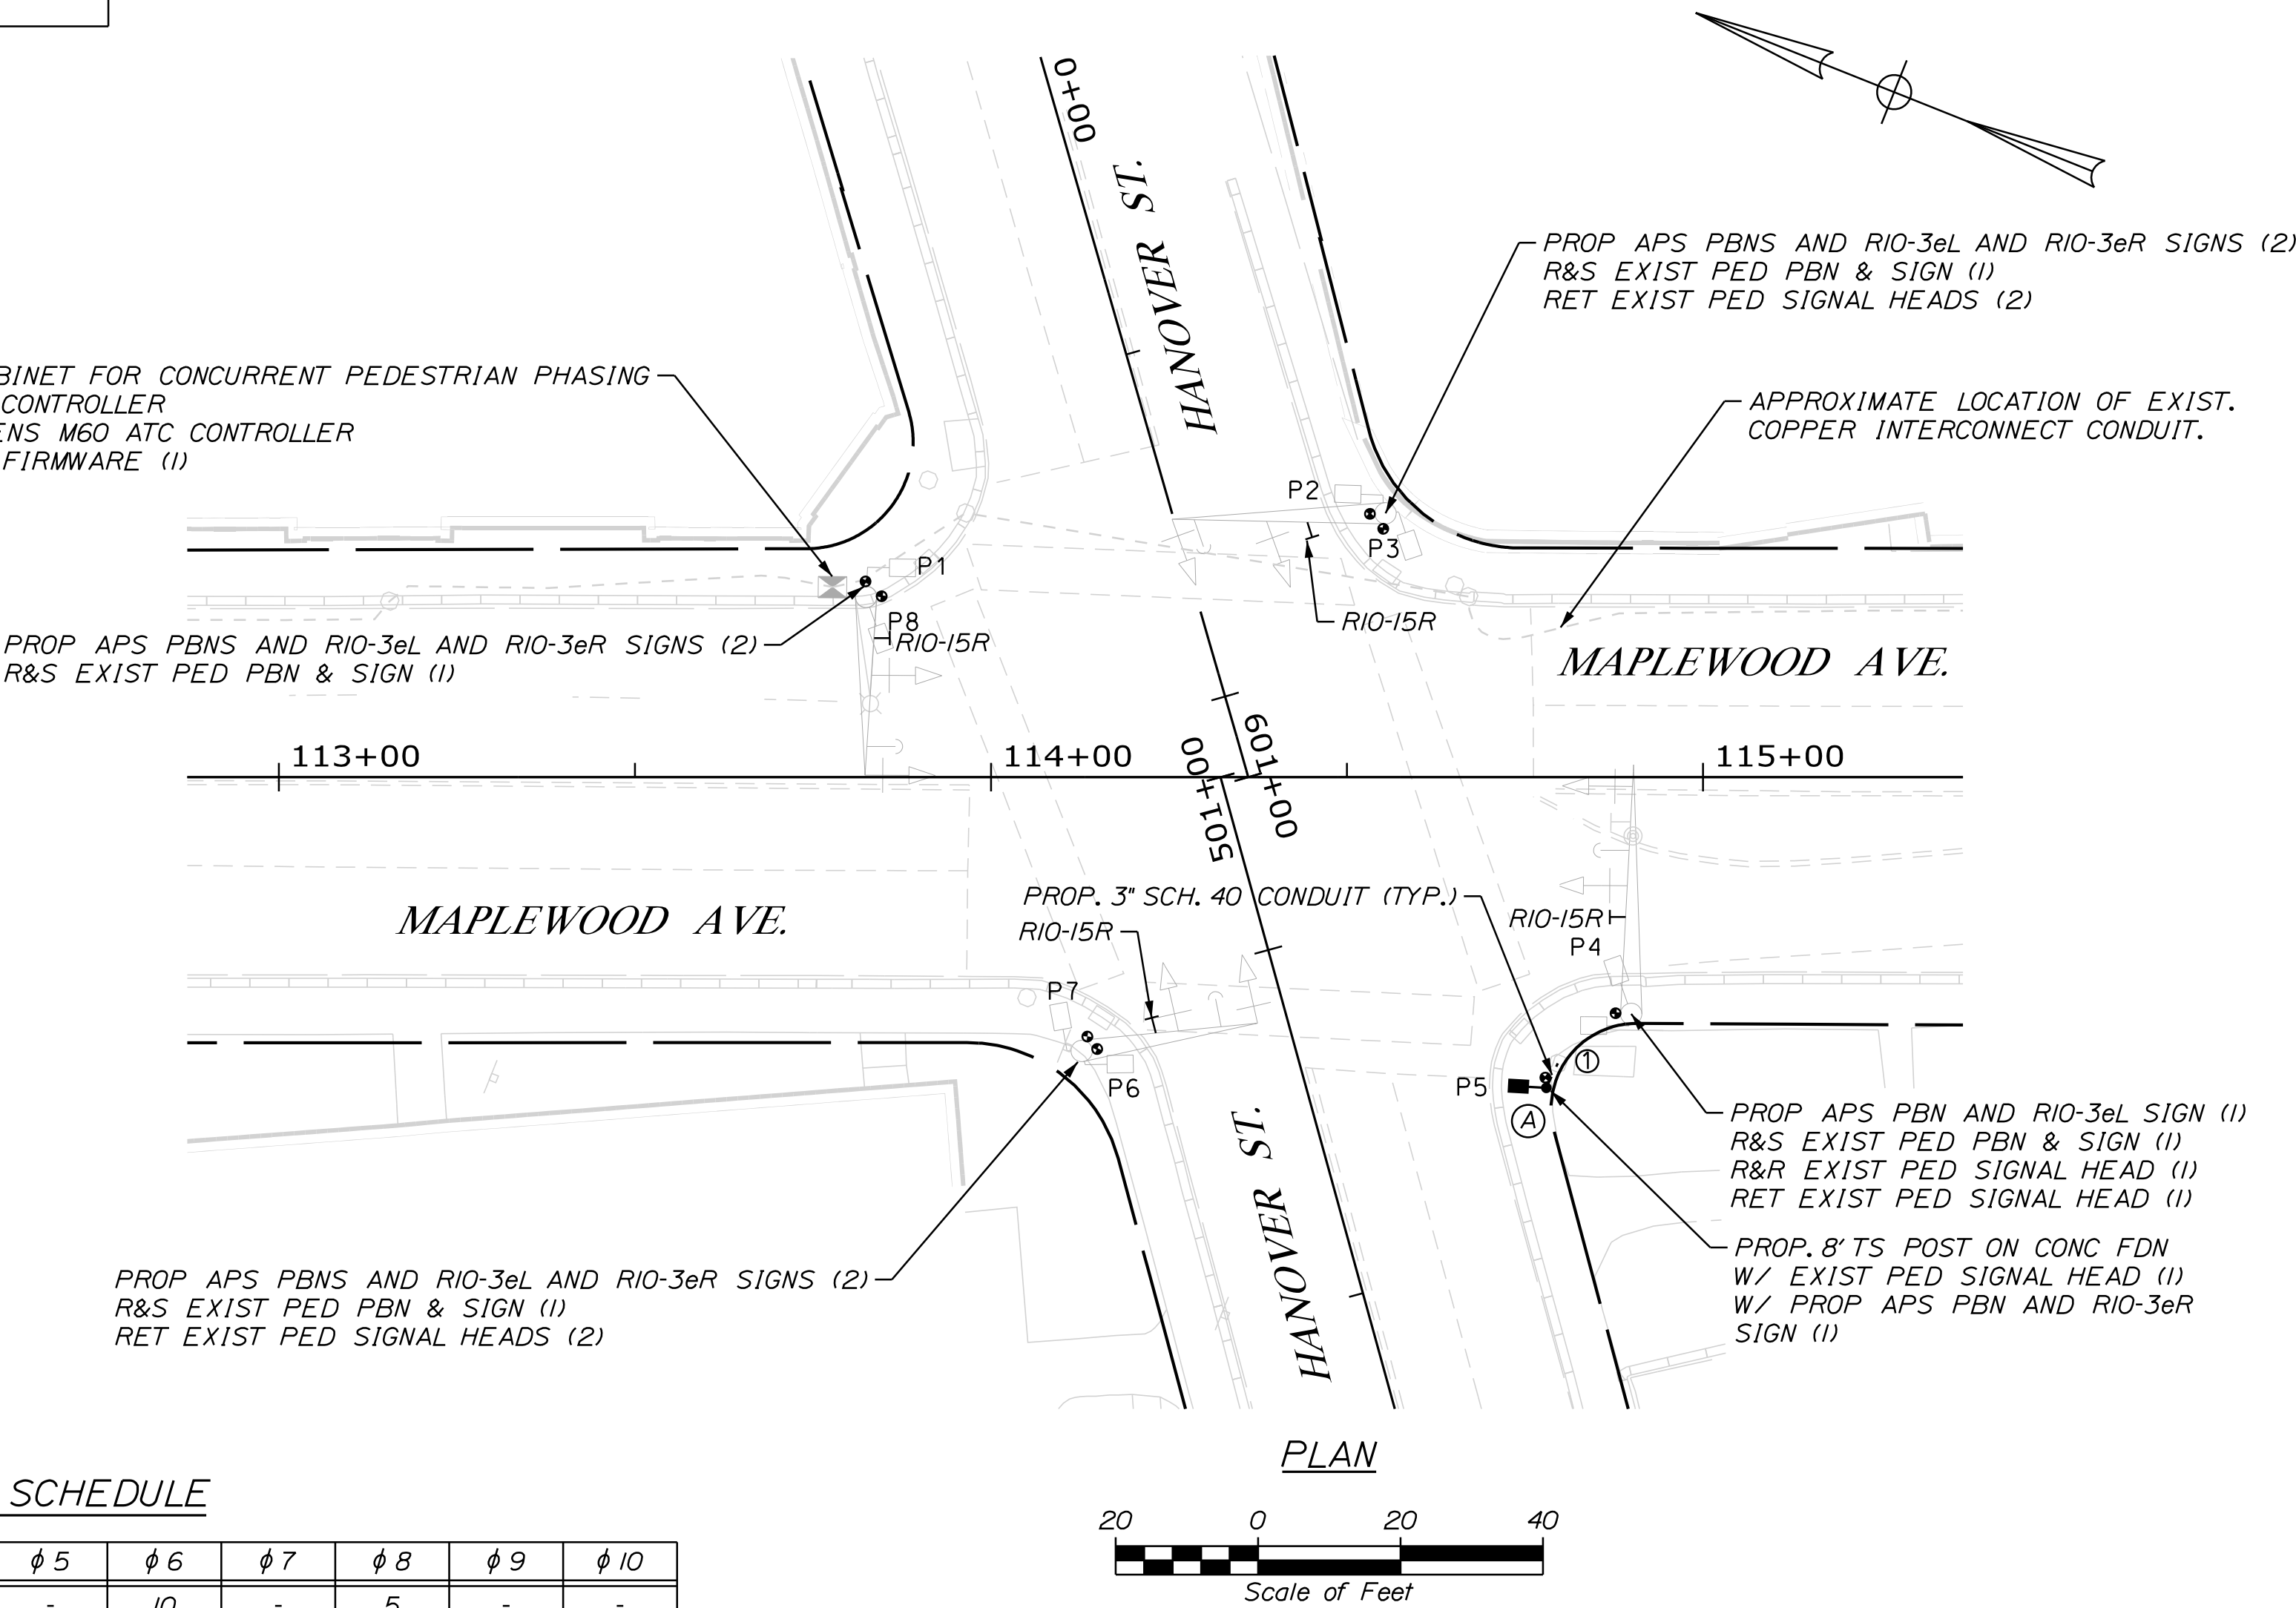 0+00
HANOVER ST.
PROP APS PBNS AND R10-3eL AND R10-3eR SIGNS (2)
R&S EXIST PED PBN & SIGN (1)
RET EXIST PED SIGNAL HEADS (2)
BINET FOR CONCURRENT PEDESTRIAN PHASING
CONTROLLER
ENS M60 ATC CONTROLLER
FIRMWARE (1)
APPROXIMATE LOCATION OF EXIST.
COPPER INTERCONNECT CONDUIT.
P2
P3
P1
P8
R10-15R
R10-15R
PROP APS PBNS AND R10-3eL AND R10-3eR SIGNS (2)
R&S EXIST PED PBN & SIGN (1)
MAPLEWOOD AVE.
113+00
114+00
115+00
601+00
501+00
PROP. 3" SCH. 40 CONDUIT (TYP.)
R10-15R
R10-15R
P4
MAPLEWOOD AVE.
P7
P6
P5
1
A
HANOVER ST.
PROP APS PBN AND R10-3eL SIGN (1)
R&S EXIST PED PBN & SIGN (1)
R&R EXIST PED SIGNAL HEAD (1)
RET EXIST PED SIGNAL HEAD (1)
PROP. 8' TS POST ON CONC FDN
W/ EXIST PED SIGNAL HEAD (1)
W/ PROP APS PBN AND R10-3eR
SIGN (1)
PROP APS PBNS AND R10-3eL AND R10-3eR SIGNS (2)
R&S EXIST PED PBN & SIGN (1)
RET EXIST PED SIGNAL HEADS (2)
PLAN
20 0 20 40
Scale of Feet
SCHEDULE
ϕ 5 ϕ 6 ϕ 7 ϕ 8 ϕ 9 ϕ 10
- 10 - 5 - -